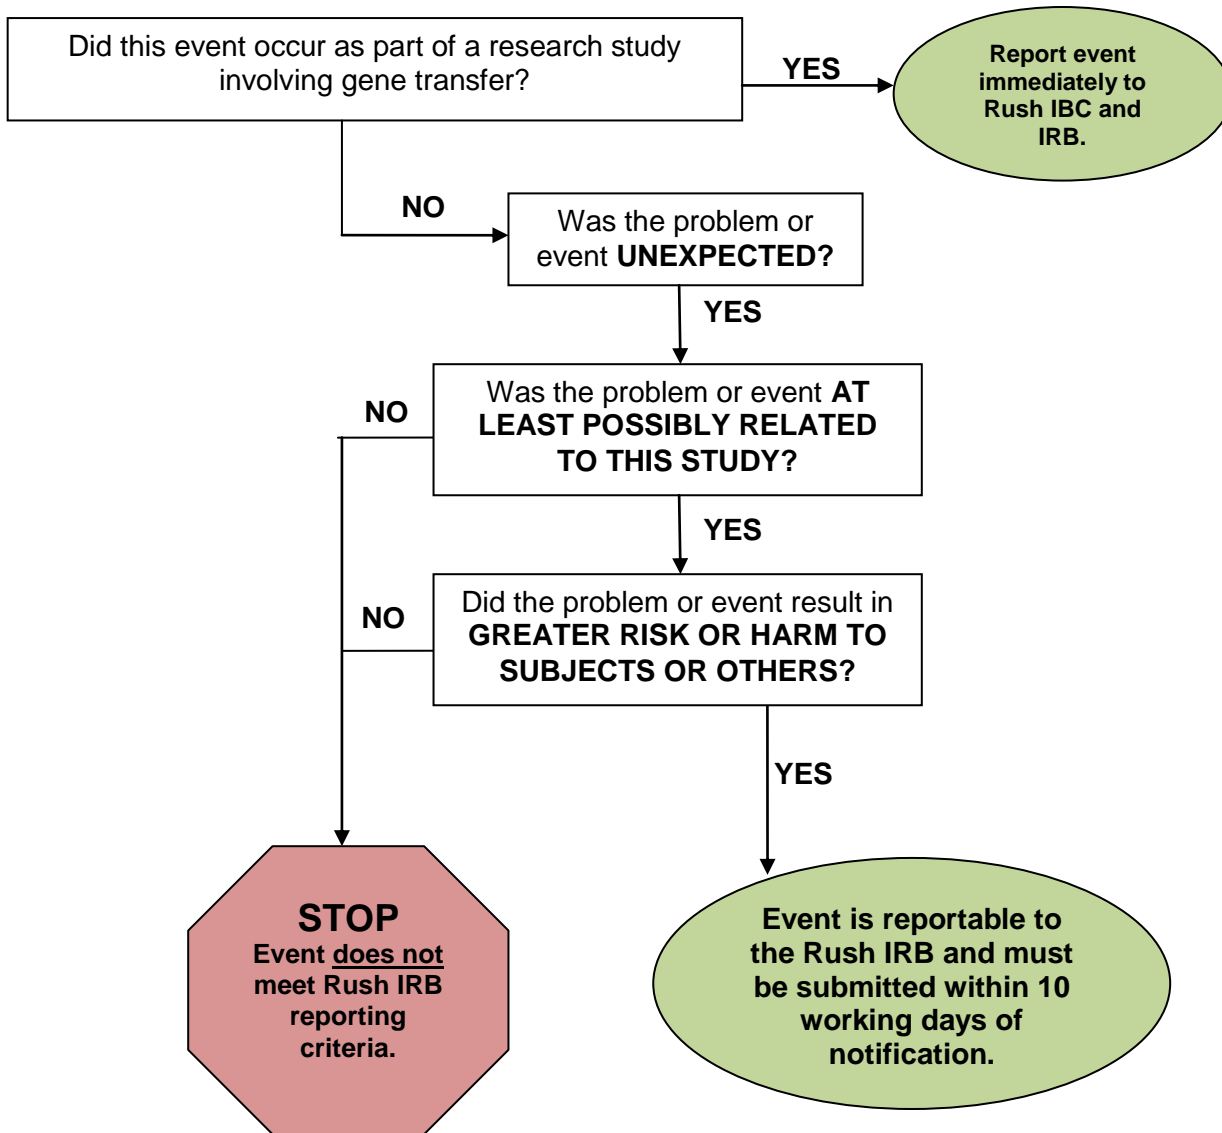 Did this event occur as part of a research study
involving gene transfer?
YES
Report event
immediately to
Rush IBC and
IRB.
NO
Was the problem or
event UNEXPECTED?
YES
Was the problem or event AT
LEAST POSSIBLY RELATED
TO THIS STUDY?
NO
YES
Did the problem or event result in
GREATER RISK OR HARM TO
SUBJECTS OR OTHERS?
NO
YES
STOP
Event does not
meet Rush IRB
reporting
criteria.
Event is reportable to
the Rush IRB and must
be submitted within 10
working days of
notification.